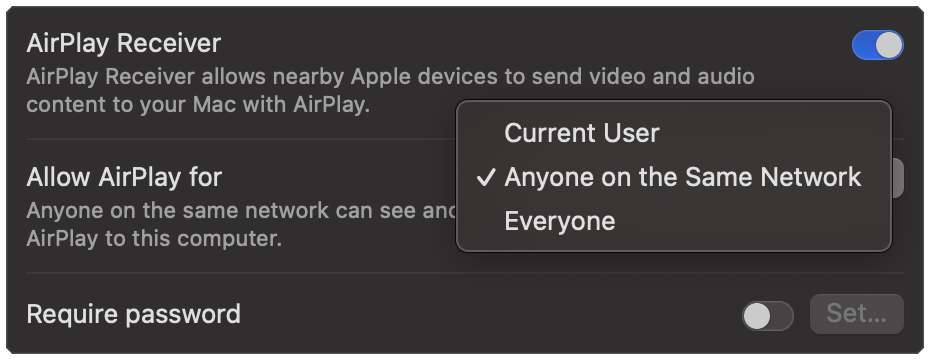 AirPlay Receiver
AirPlay Receiver allows nearby Apple devices to send video and audio
content to your Mac with AirPlay.
Current User
Allow AirPlay for
✓ Anyone on the Same Network
Anyone on the same network can see
Everyone
AirPlay to this computer.
Require password
Set...